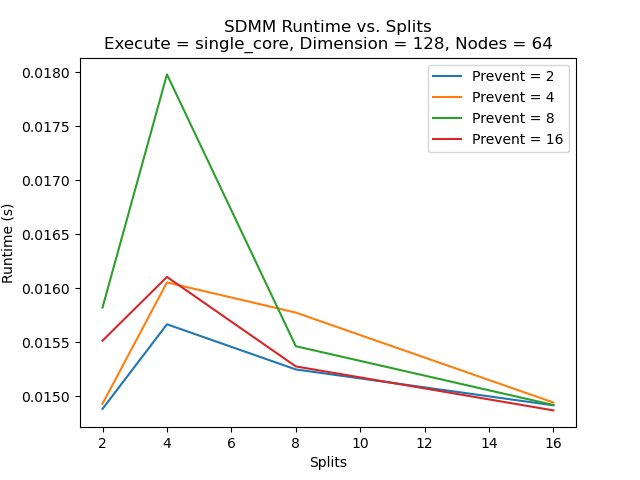 SDMM Runtime vs. Splits
Execute = single_core, Dimension = 128, Nodes = 64
Prevent = 2
Prevent = 4
Prevent = 8
Prevent = 16
Runtime (s)
0.0180
0.0175
0.0170
0.0165
0.0160
0.0155
0.0150
2 4 6 8 10 12 14 16
Splits